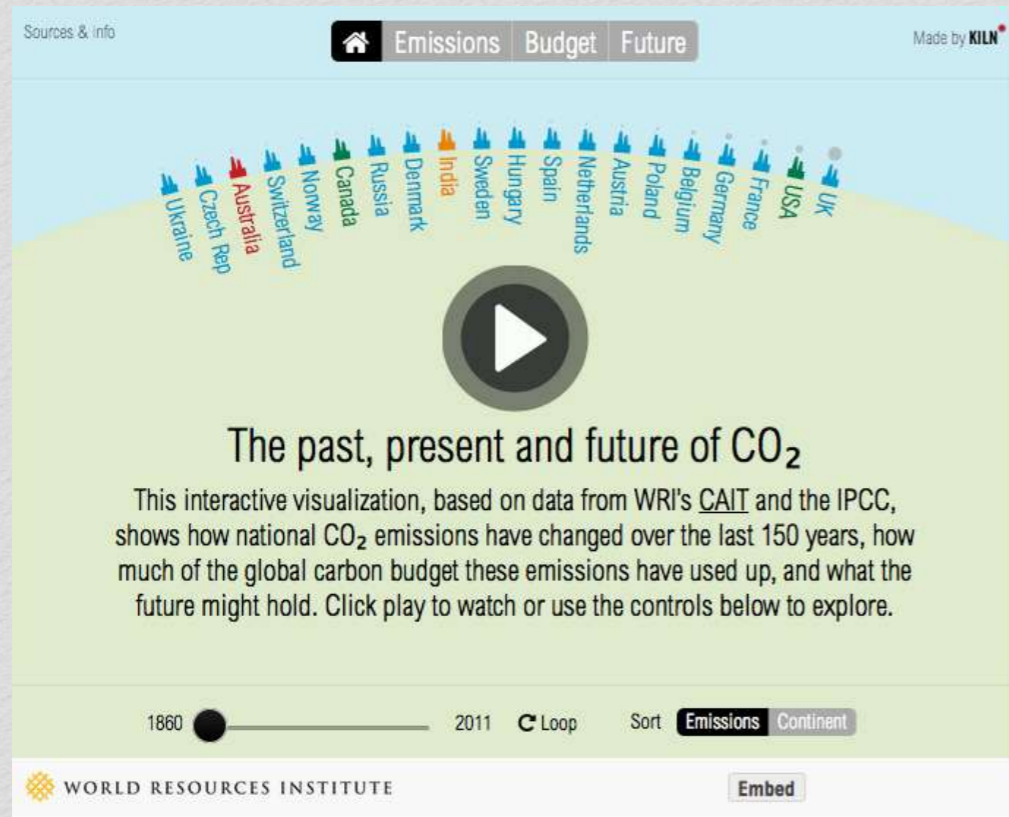 Sources & info
Emissions Budget Future
Made by KILN
Ukraine
Czech Rep
Australia
Switzerland
Norway
Canada
Russia
Denmark
India
Sweden
Hungary
Spain
Netherlands
Austria
Poland
Belgium
Germany
France
USA
UK
The past, present and future of CO₂
This interactive visualization, based on data from WRI's CAIT and the IPCC,
shows how national CO₂ emissions have changed over the last 150 years, how
much of the global carbon budget these emissions have used up, and what the
future might hold. Click play to watch or use the controls below to explore.
1860 2011 Loop Sort Emissions Continent
WORLD RESOURCES INSTITUTE Embed